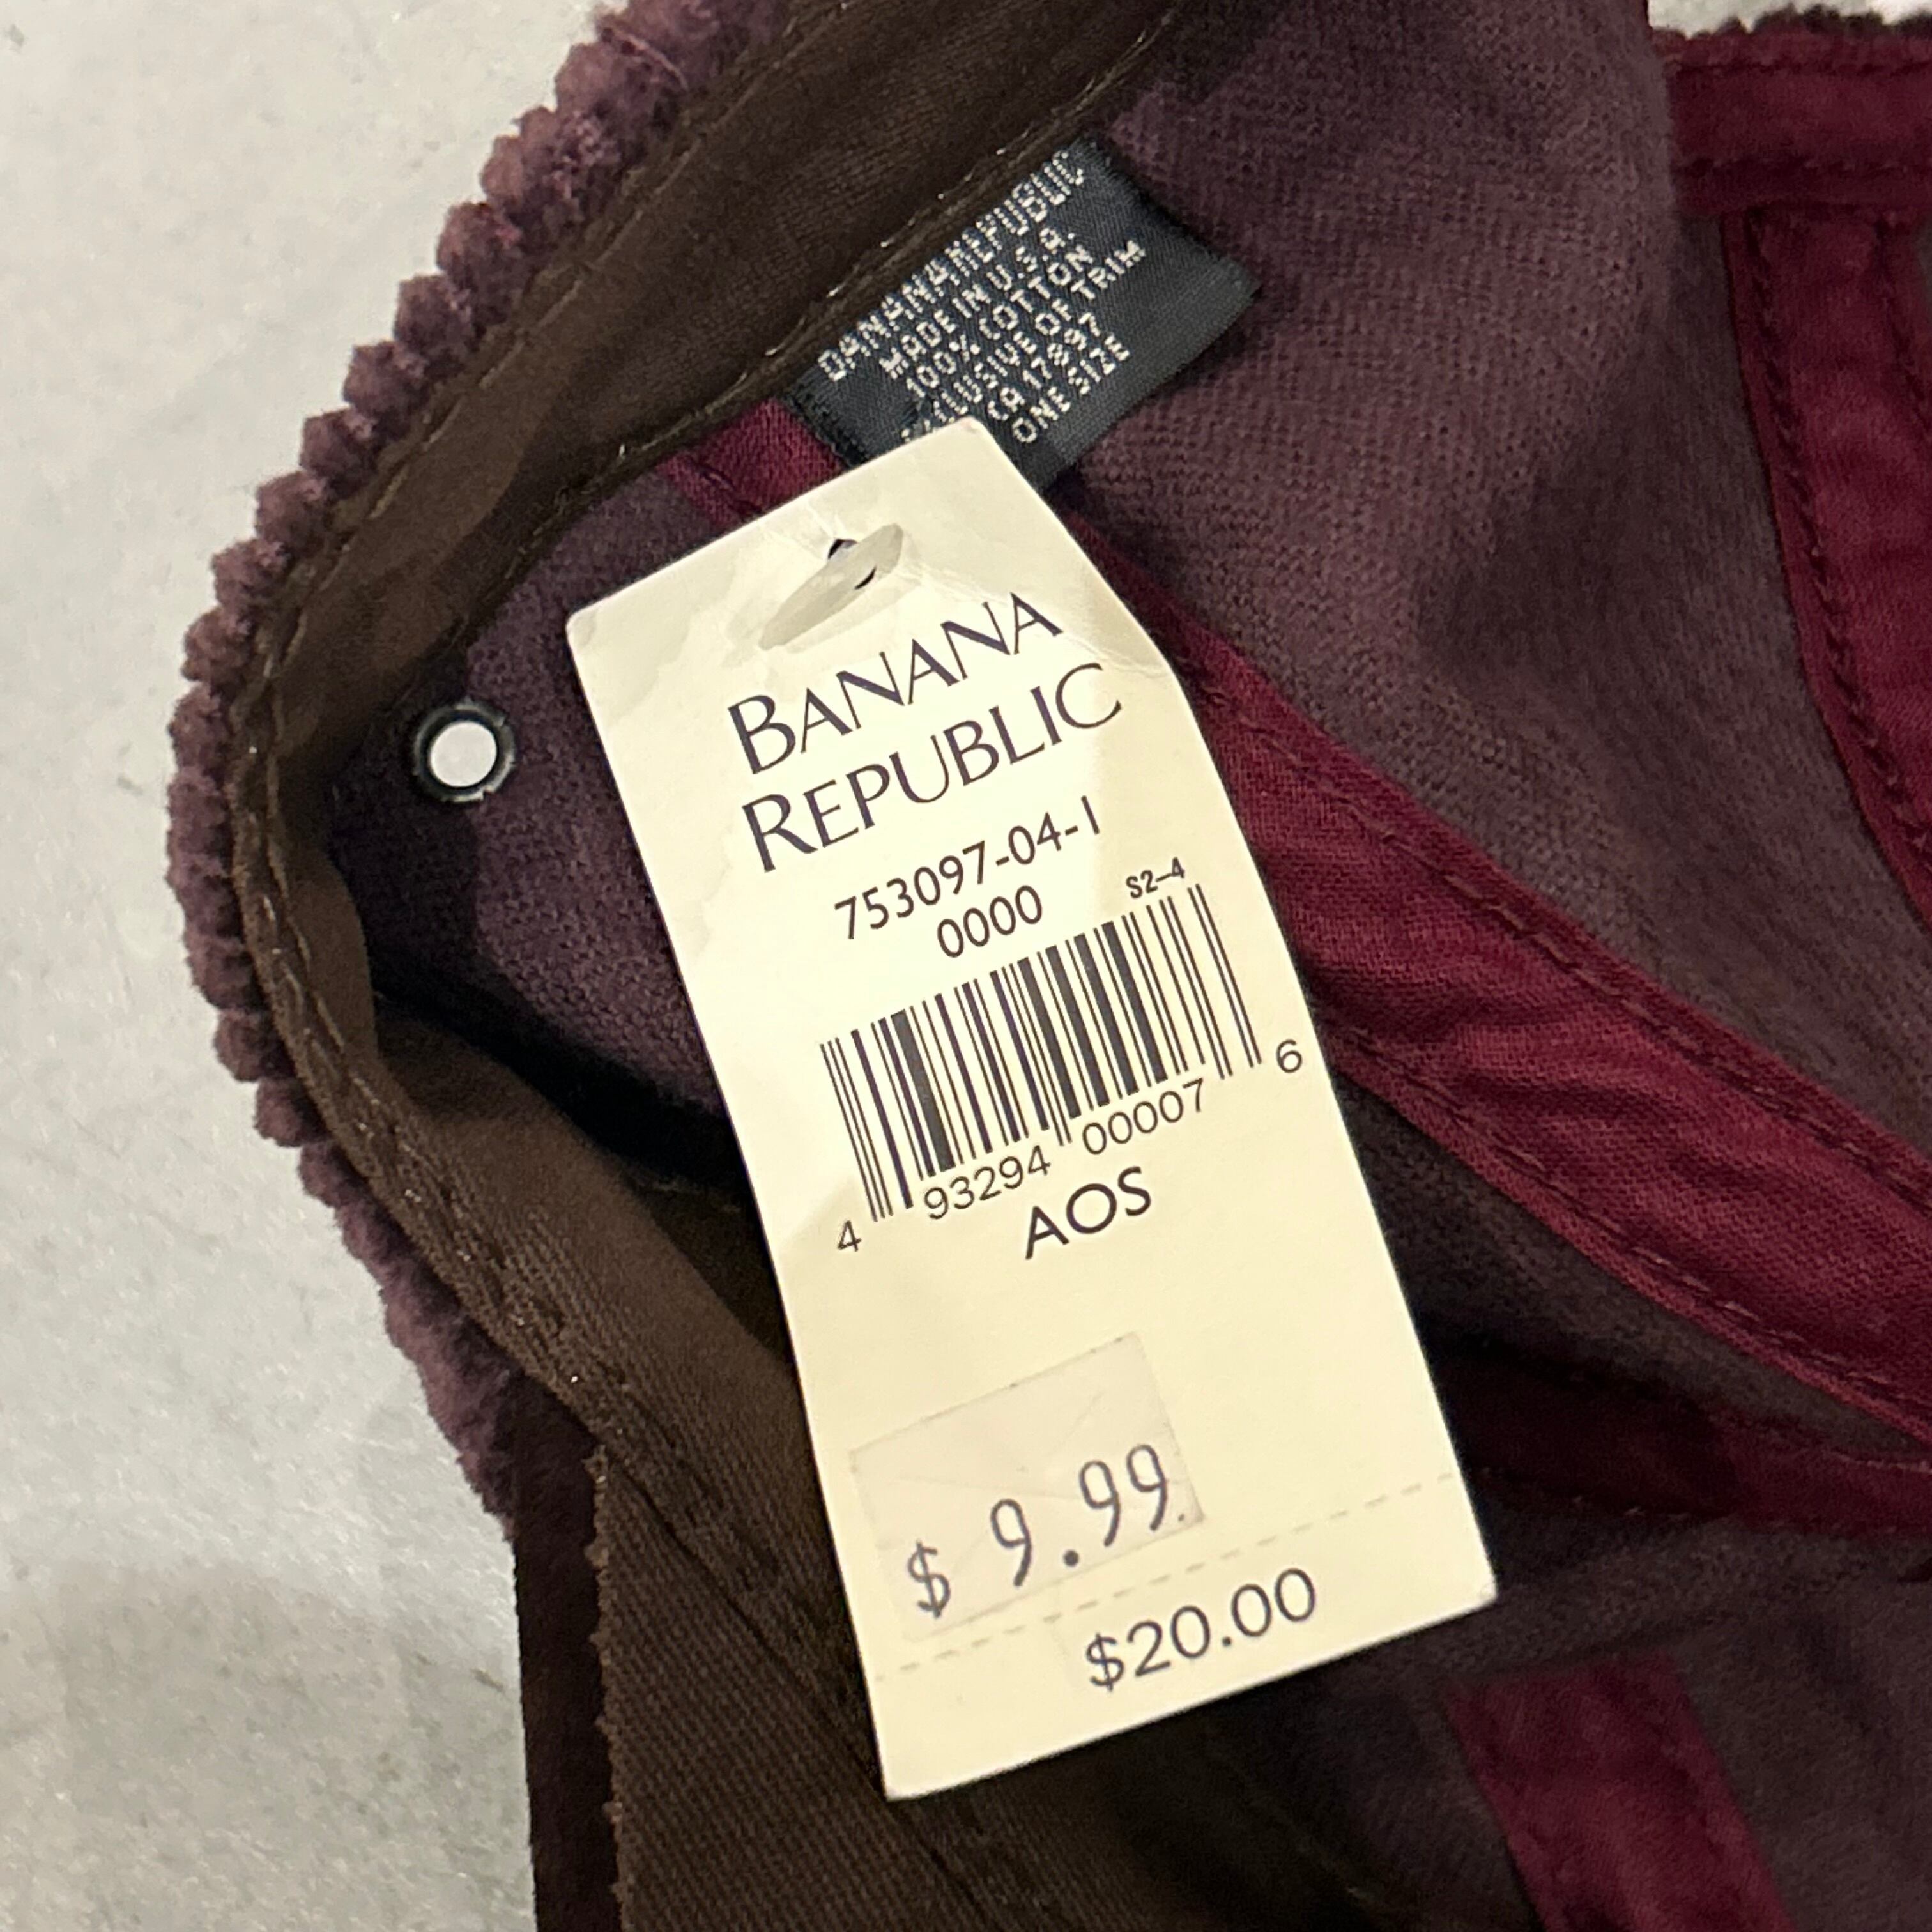 BANANA REPUBLIC
MADE IN U.S.A.
100% COTTON
EXCLUSIVE OF TRIM
CA 17897
ONE SIZE
BANANA
REPUBLIC
753097-04-1
0000
S2-4
4 93294 00007 6
AOS
$ 9.99
$20.00